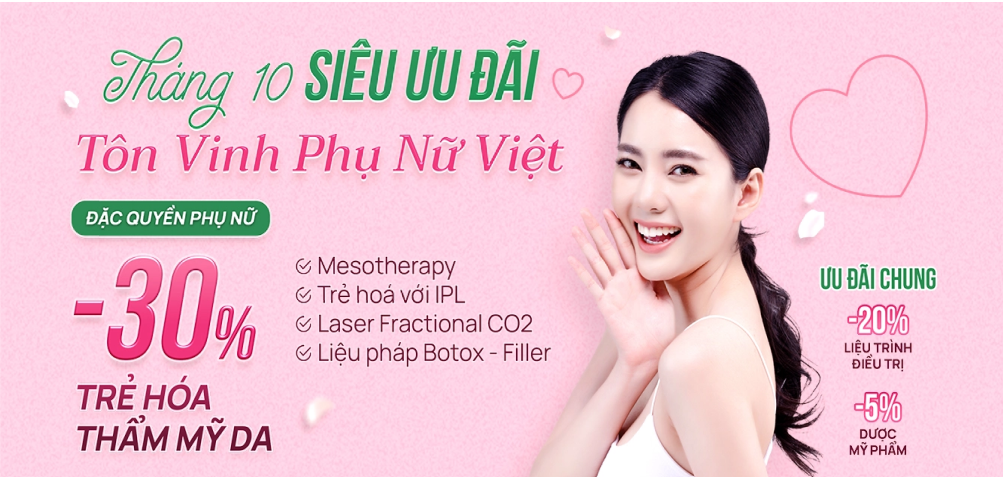 Tháng 10 SIÊU ƯU ĐÃI
Tôn Vinh Phụ Nữ Việt
ĐẶC QUYỀN PHỤ NỮ
-30%
TRẺ HÓA
THẨM MỸ DA
Mesotherapy
Trẻ hoá với IPL
Laser Fractional CO2
Liệu pháp Botox - Filler
ƯU ĐÃI CHUNG
-20%
LIỆU TRÌNH
ĐIỀU TRỊ
-5%
DƯỢC
MỸ PHẨM